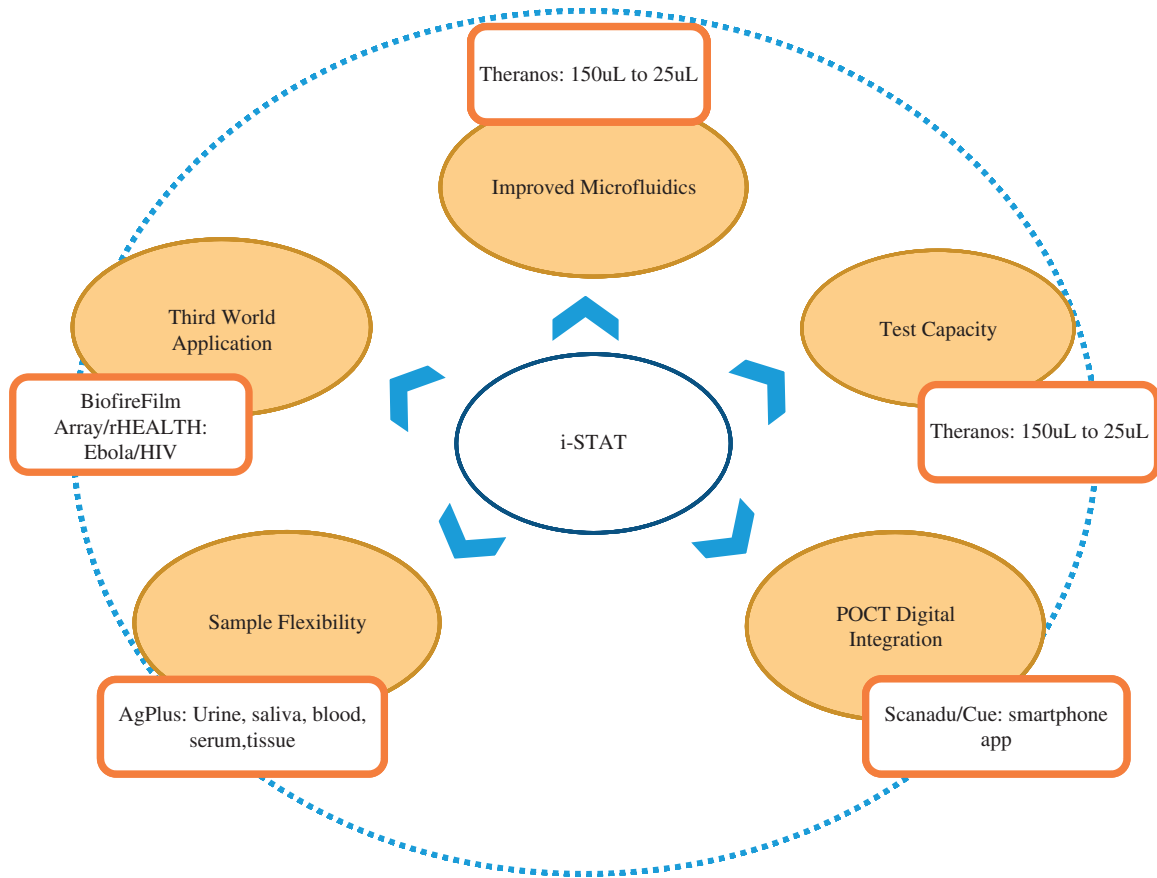 Theranos: 150uL to 25uL
Improved Microfluidics
Third World
Application
BiofireFilm
Array/rHEALTH:
Ebola/HIV
Test Capacity
Theranos: 150uL to 25uL
i-STAT
Sample Flexibility
AgPlus: Urine, saliva, blood,
serum,tissue
POCT Digital
Integration
Scanadu/Cue: smartphone
app